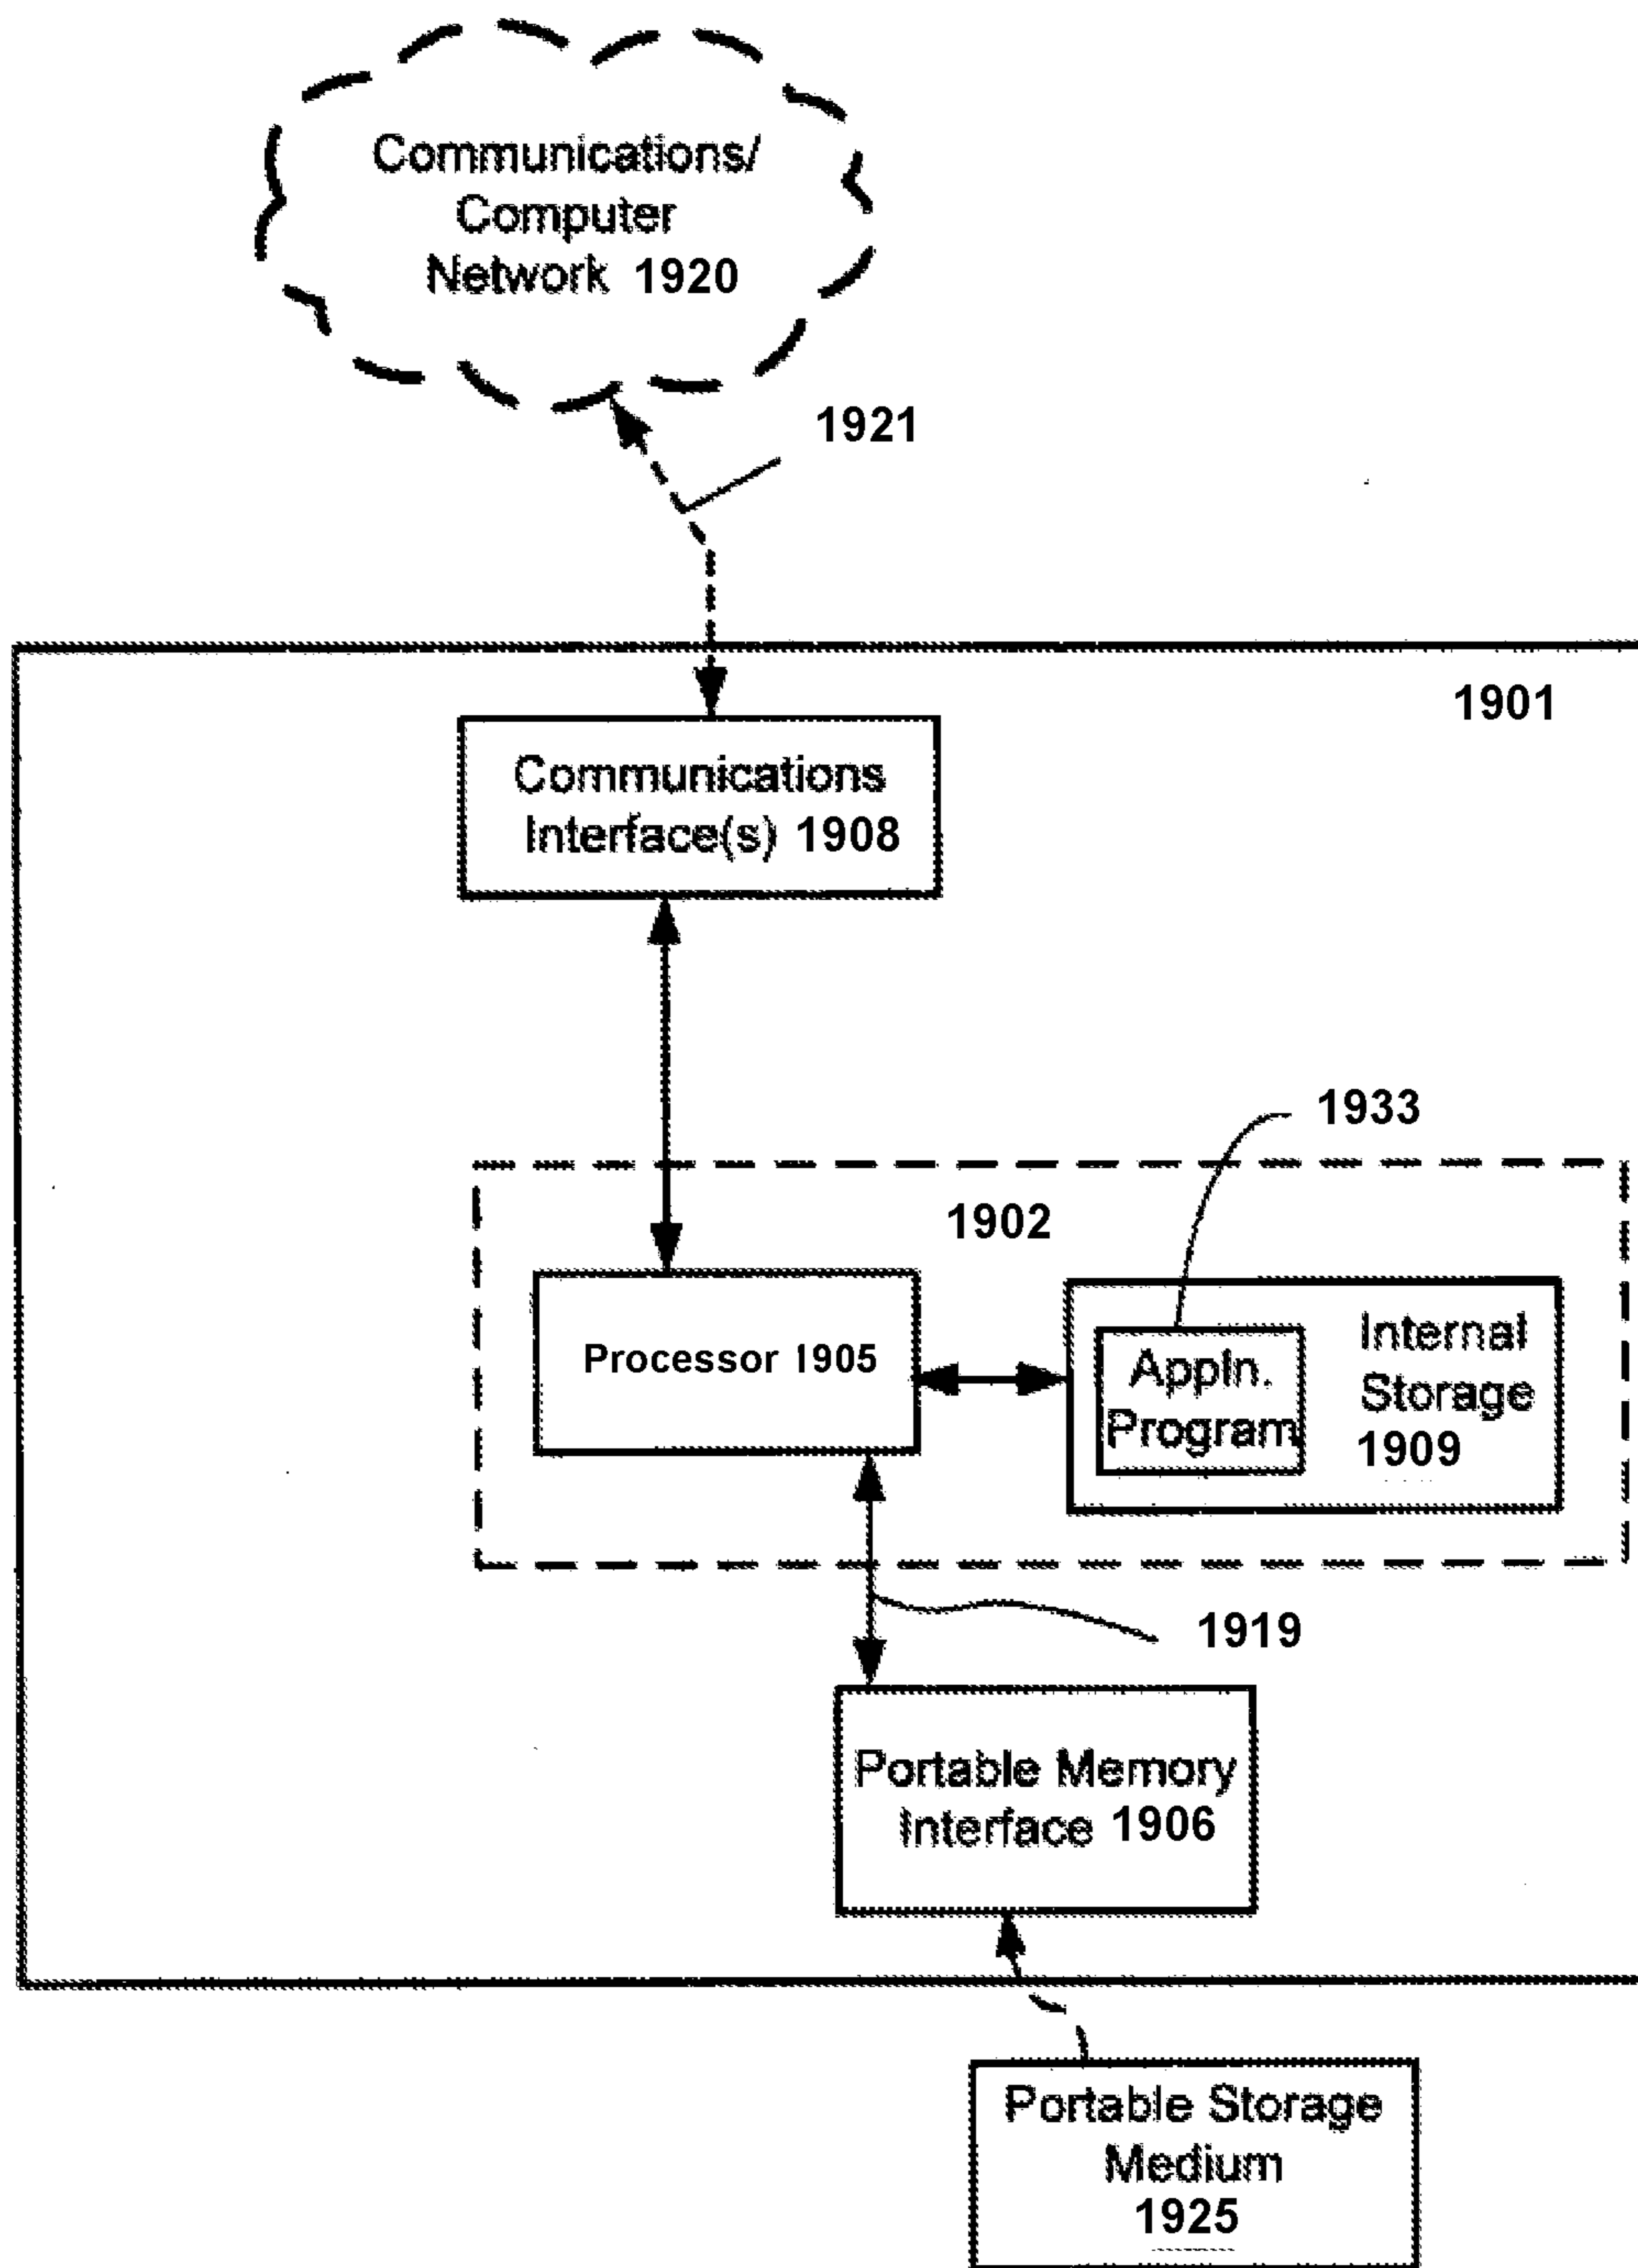 Communications/
Computer
Network 1920
1921
1901
Communications
Interface(s) 1908
1933
1902
Processor 1905
Appln.
Program
Internal
Storage
1909
1919
Portable Memory
Interface 1906
Portable Storage
Medium
1925